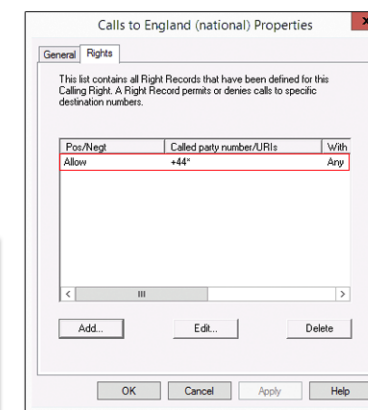 Calls to England (national) Properties
x
General Rights
This list contains all Right Records that have been defined for this
Calling Right. A Right Record permits or denies calls to specific
destination numbers.
Pos/Negt Called party number/URIs With
Allow +44* Any
Add... Edit... Delete
OK Cancel Apply Help